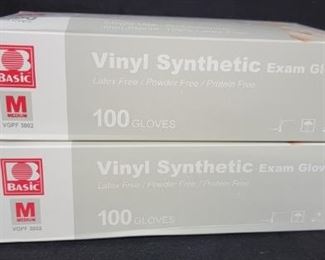 Vinyl Synthetic Exam Gl
Latex Free / Powder Free / Protein Free
BASIC
M
MEDIUM
VGPF 3002
100 GLOVES
Vinyl Synthetic Exam Glov
Latex Free / Powder Free / Protein Free
BASIC
M
MEDIUM
VGPF 3002
100 GLOVES